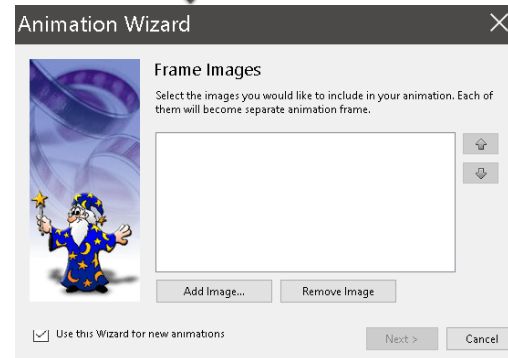 Animation Wizard
Frame Images
Select the images you would like to include in your animation. Each of
them will become separate animation frame.
Add Image...
Remove Image
Use this Wizard for new animations
Next >
Cancel